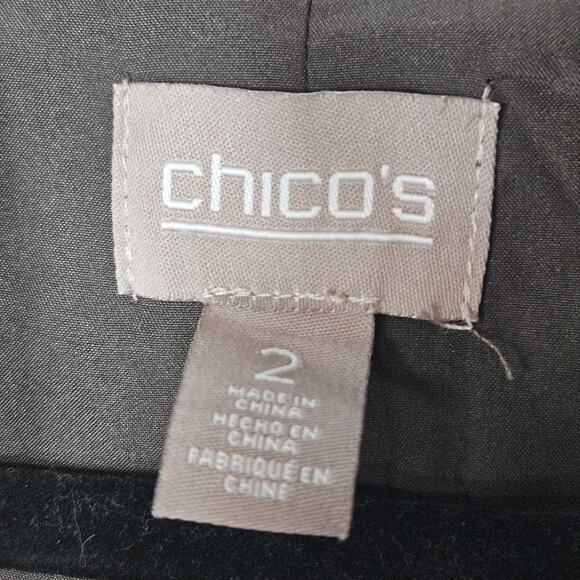 chico's
2
MADE IN
CHINA
HECHO EN
CHINA
FABRIQUÉ EN
CHINE